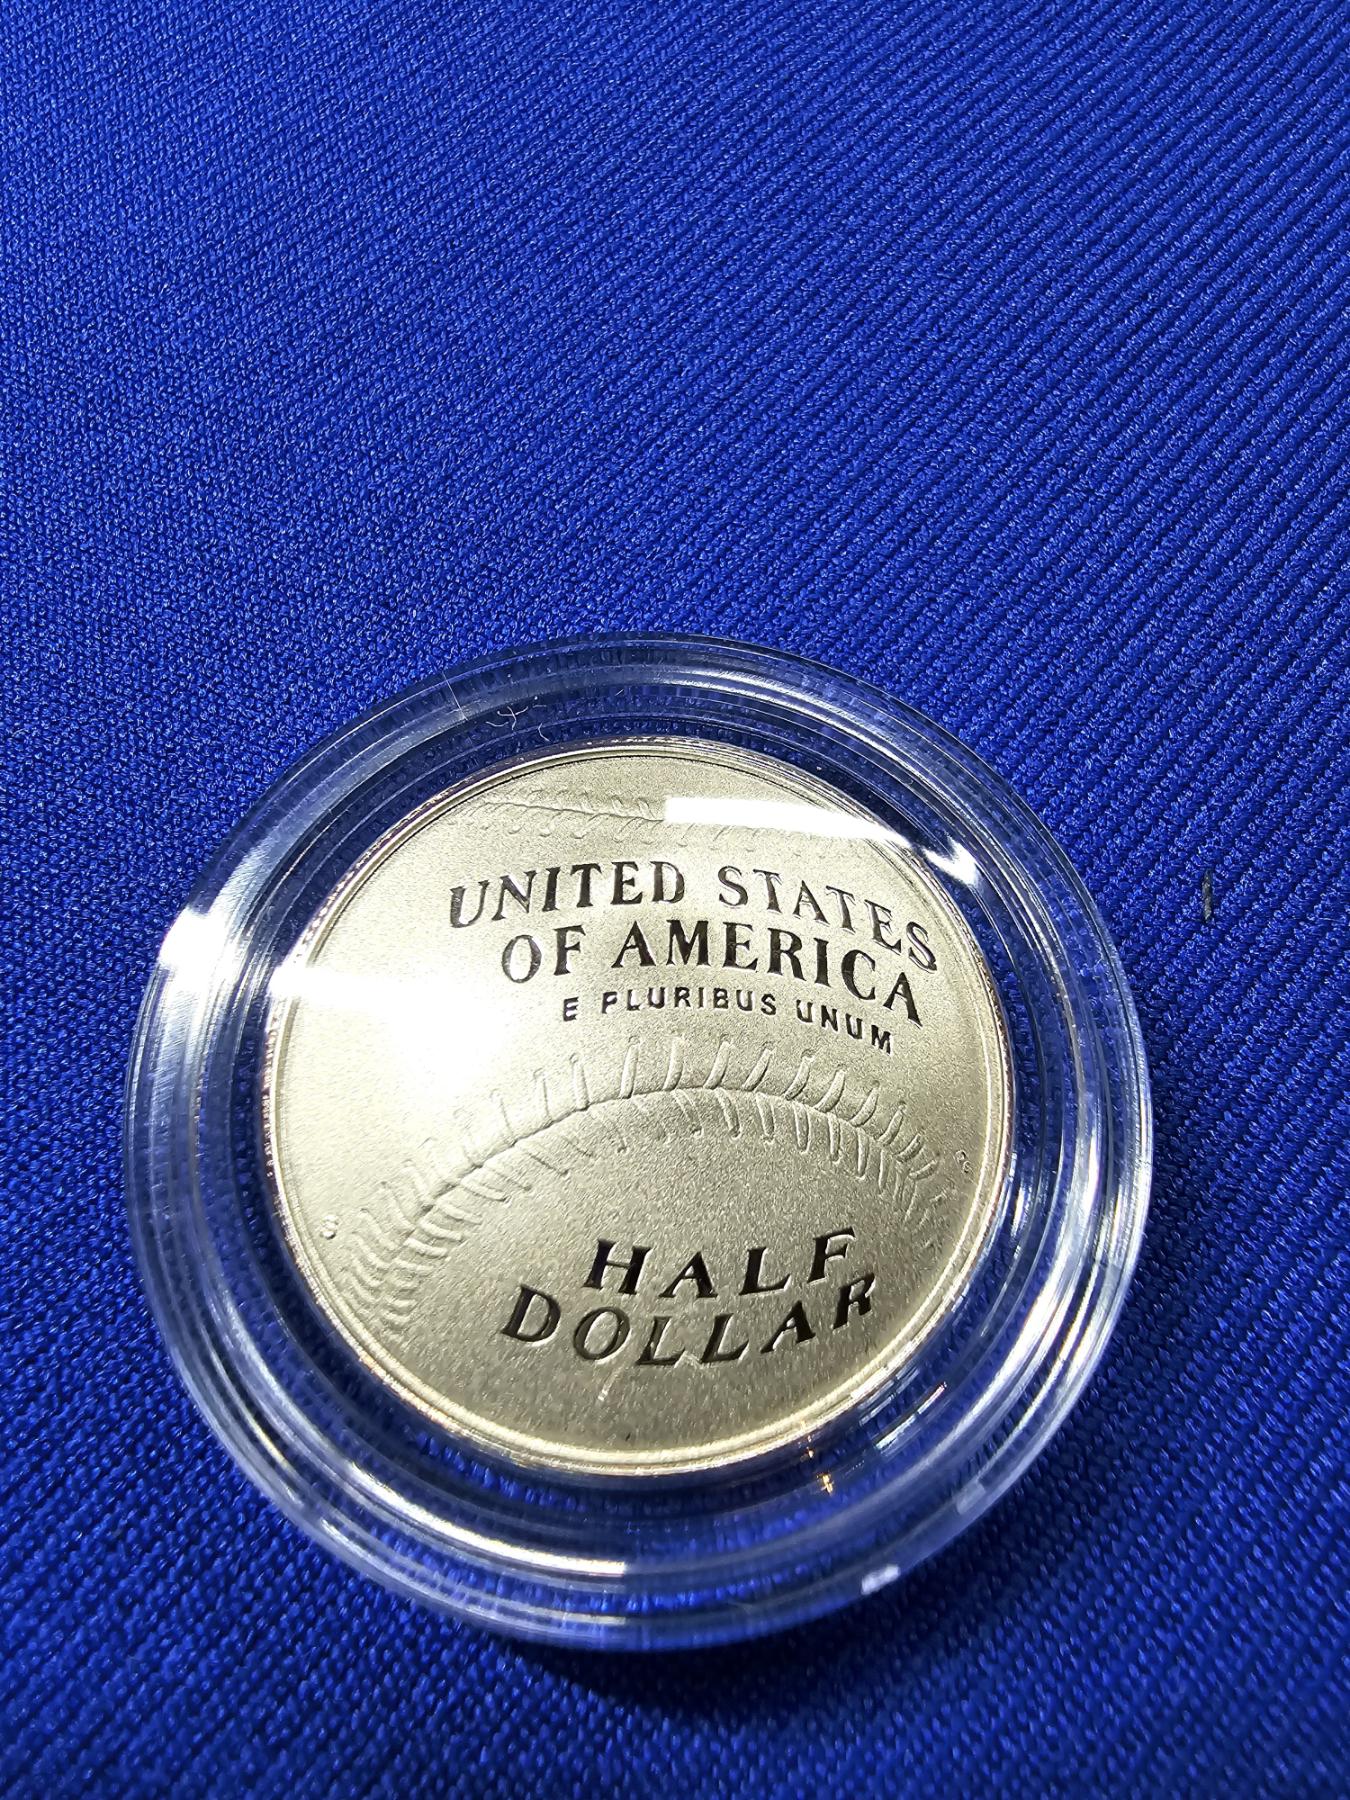 UNITED STATES
OF AMERICA
E PLURIBUS UNUM
S
HALF
DOLLAR